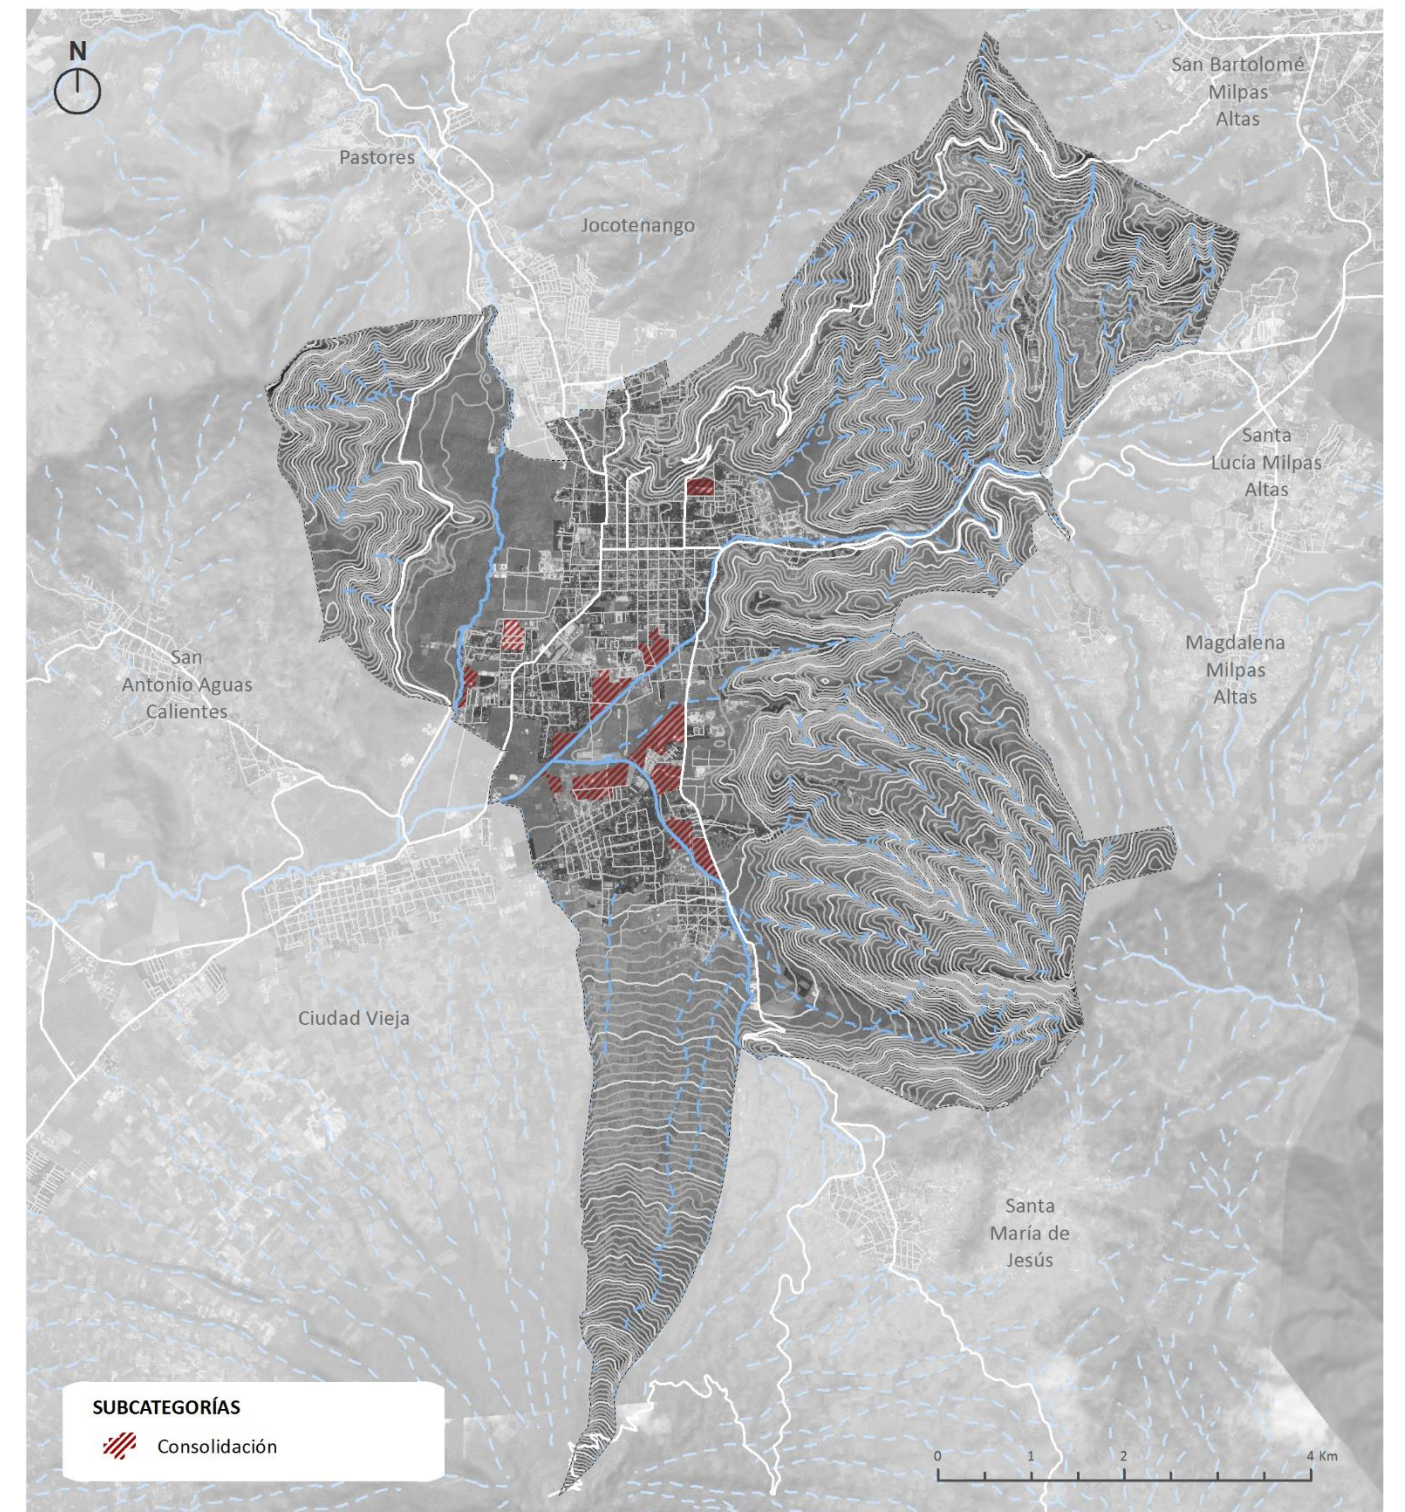 N
San Bartolomé
Milpas
Altas
Pastores
Jocotenango
Santa
Lucía Milpas
Altas
San
Antonio Aguas
Calientes
Magdalena
Milpas
Altas
Ciudad Vieja
Santa
María de
Jesús
SUBCATEGORÍAS
Consolidación
0 1 2 4 Km